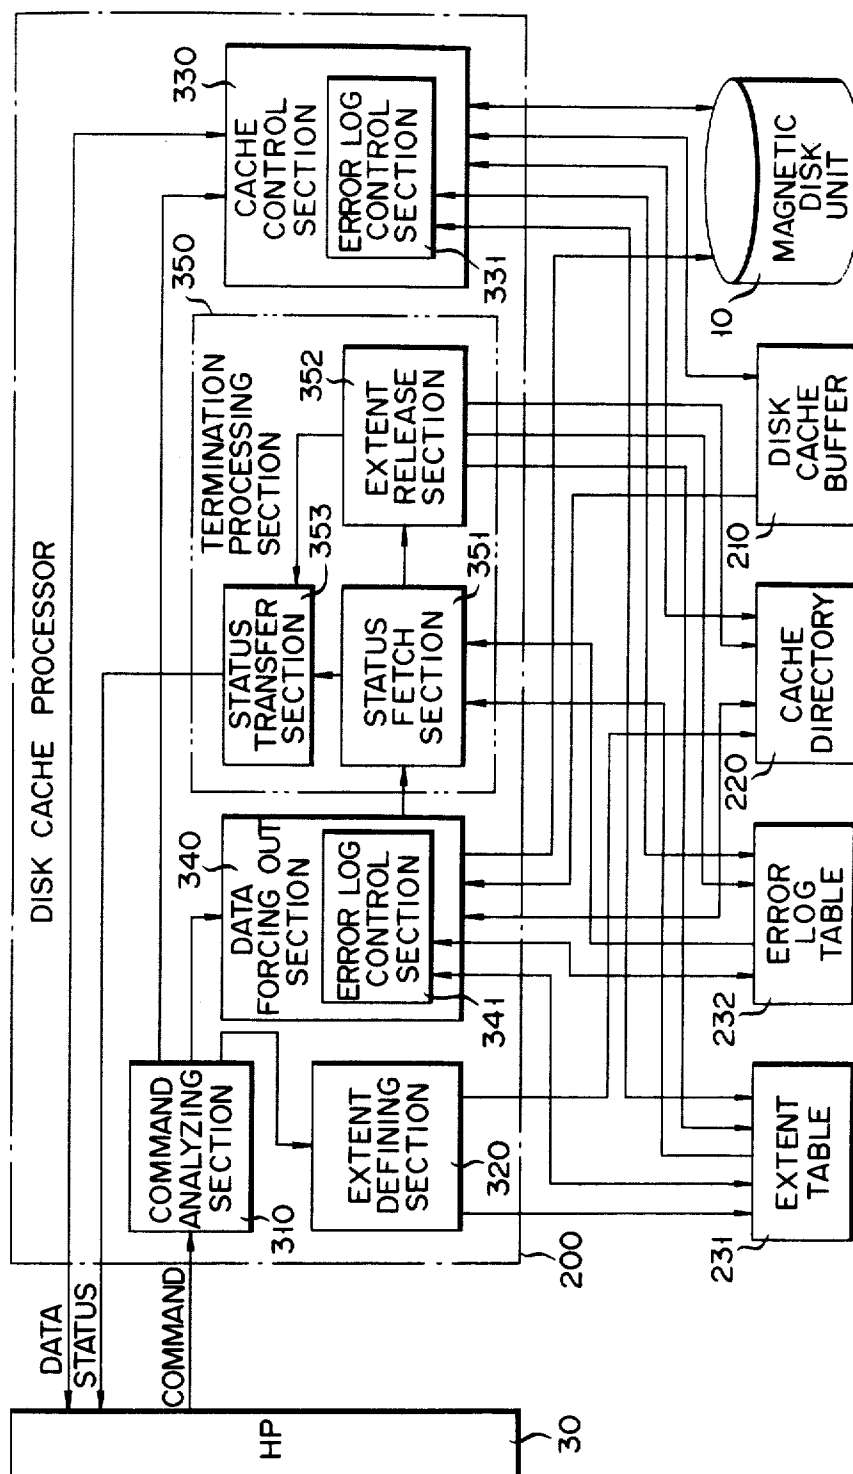 DISK CACHE PROCESSOR
DATA
STATUS
COMMAND
HP
30
200
COMMAND
ANALYZING
SECTION
310
EXTENT
DEFINING
SECTION
320
340
DATA
FORCING OUT
SECTION
ERROR LOG
CONTROL
SECTION
341
350
TERMINATION
PROCESSING
SECTION
STATUS
TRANSFER
SECTION
353
STATUS
FETCH
SECTION
351
352
EXTENT
RELEASE
SECTION
330
CACHE
CONTROL
SECTION
ERROR LOG
CONTROL
SECTION
331
EXTENT
TABLE
231
ERROR
LOG
TABLE
232
CACHE
DIRECTORY
220
DISK
CACHE
BUFFER
210
MAGNETIC
DISK
UNIT
10